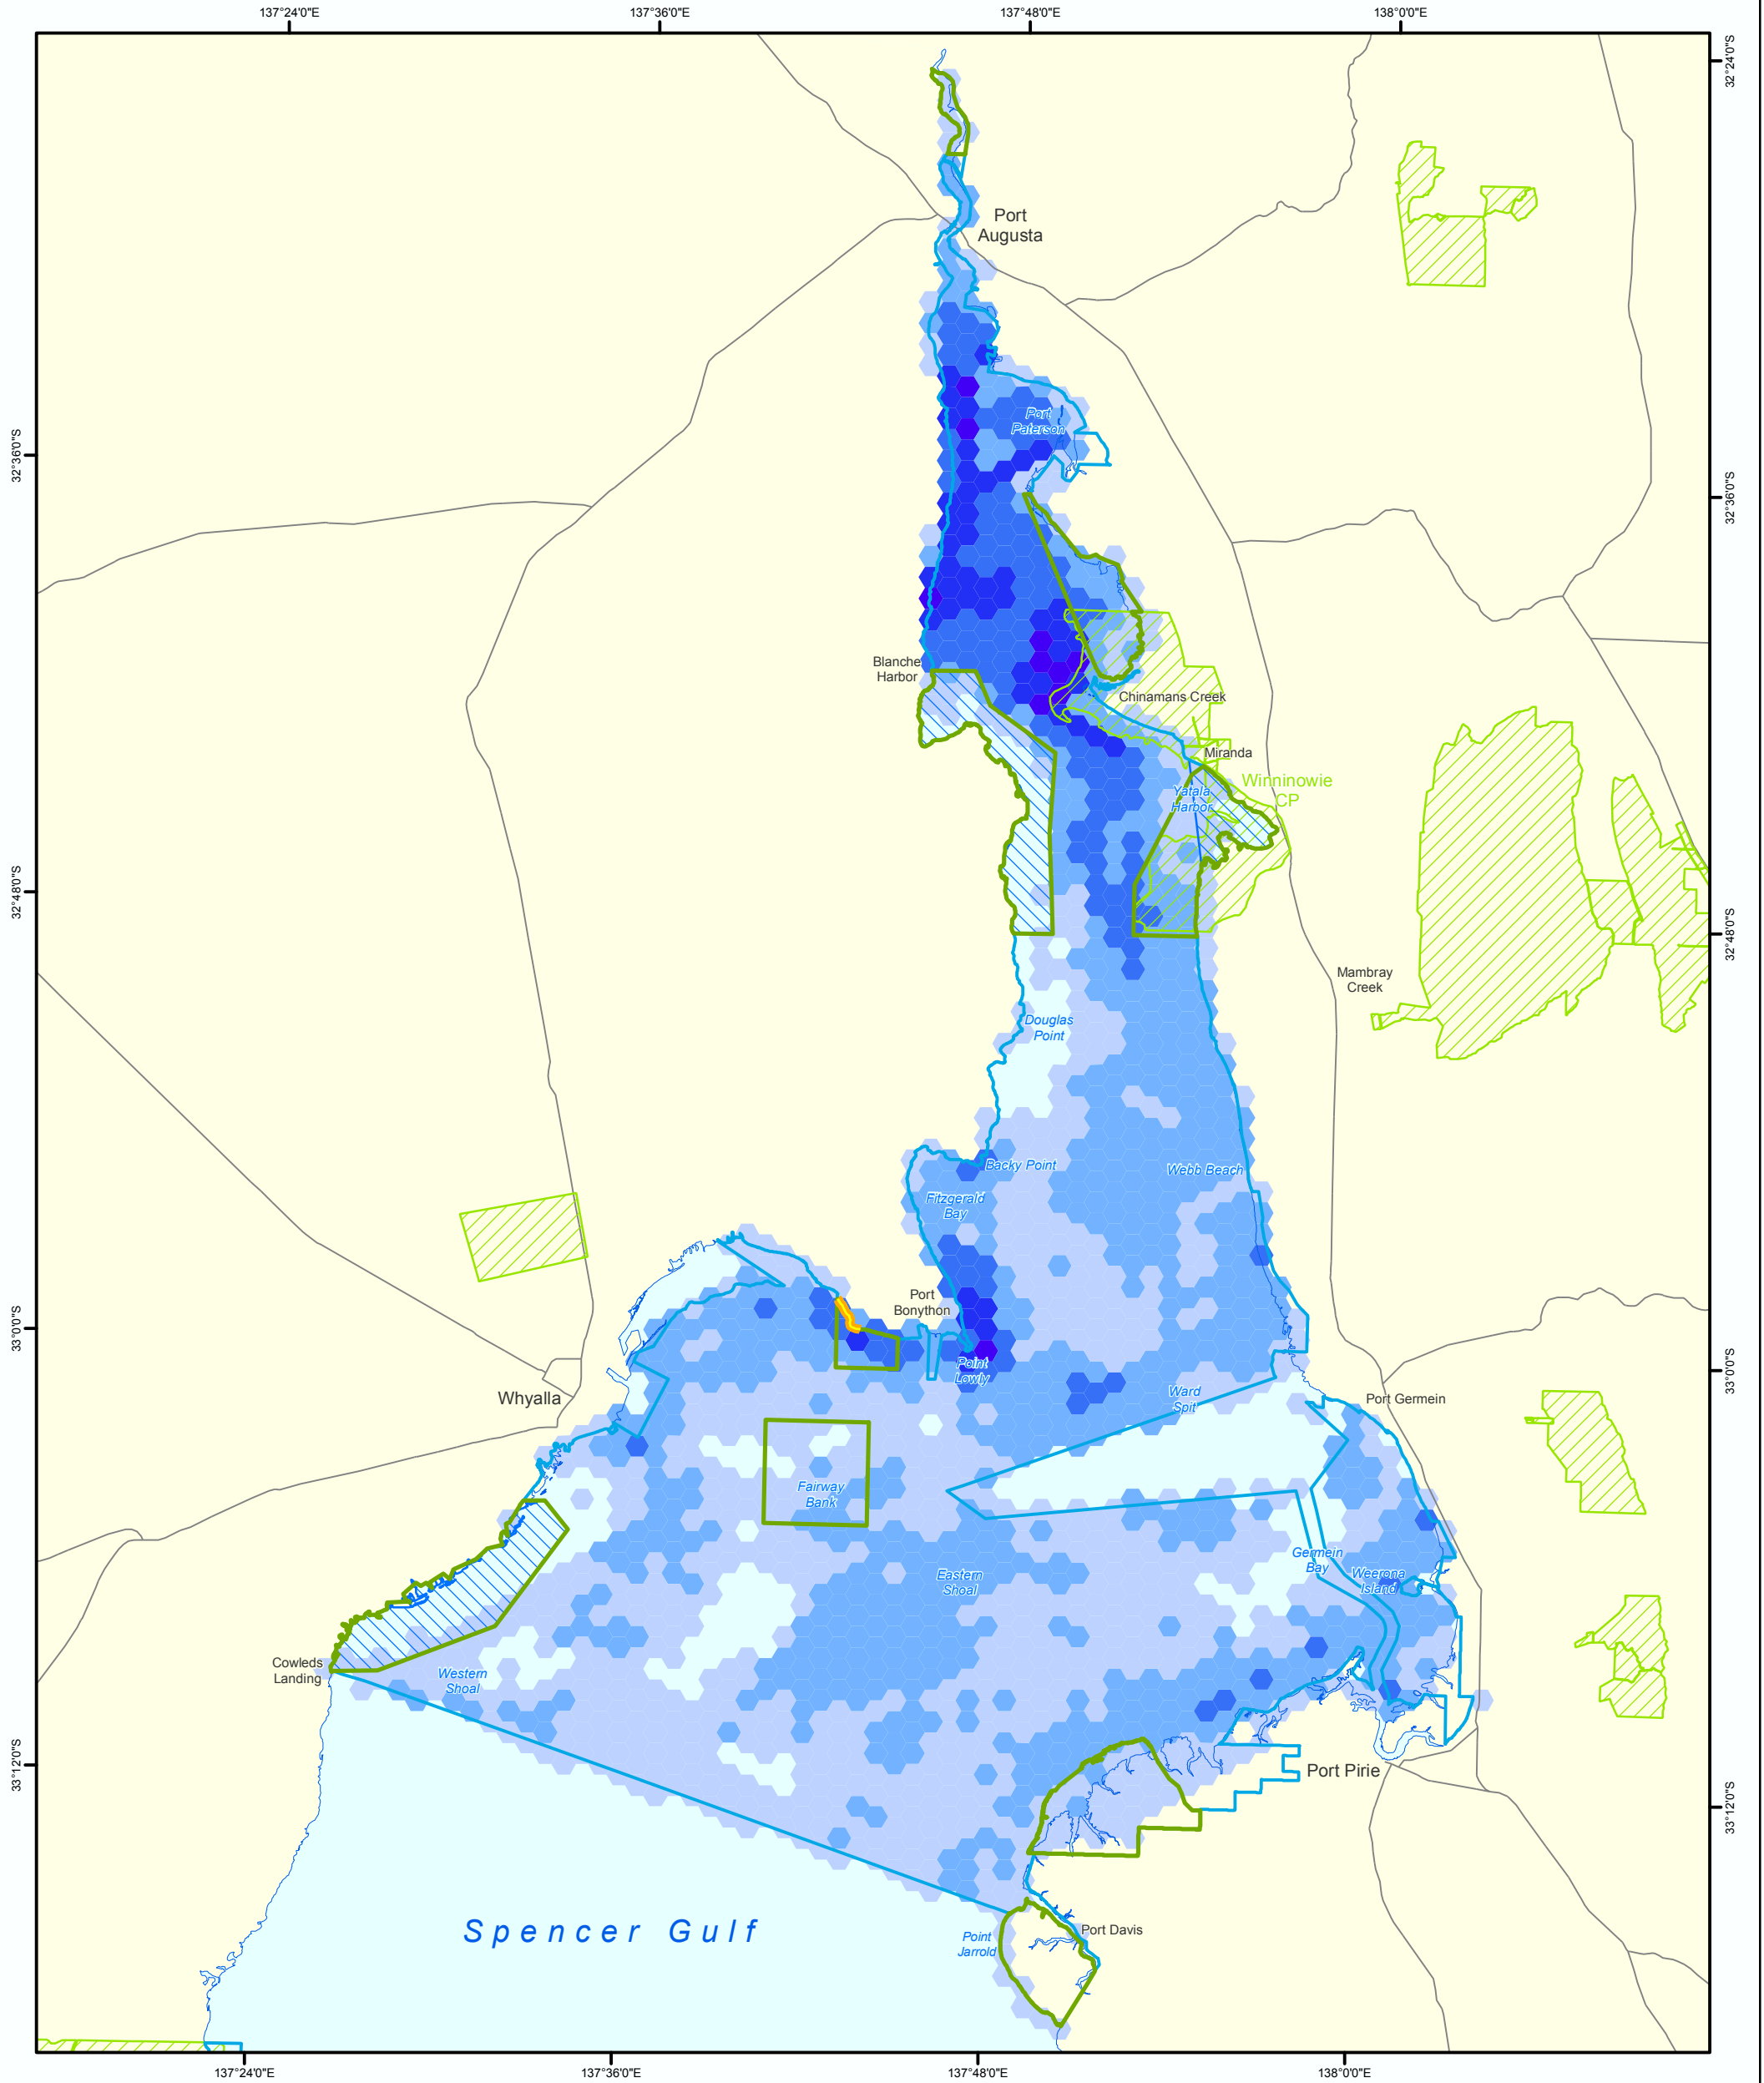 137°24'0"E
137°36'0"E
137°48'0"E
138°0'0"E
32°24'0"S
Port
Augusta
Port
Paterson
32°36'0"S
32°36'0"S
Blanche
Harbor
Chinamans Creek
Miranda
Winninowie
CP
Yatala
Harbor
32°48'0"S
32°48'0"S
Mambray
Creek
Douglas
Point
Backy Point
Webb Beach
Fitzgerald
Bay
Port
Bonython
33°0'0"S
33°0'0"S
Point
Lowly
Whyalla
Ward
Spit
Port Germein
Fairway
Bank
Germein
Bay
Weerona
Island
Eastern
Shoal
Cowleds
Landing
Western
Shoal
33°12'0"S
Port Pirie
33°12'0"S
Spencer Gulf
Port Davis
Point
Jarrold
137°24'0"E
137°36'0"E
137°48'0"E
138°0'0"E